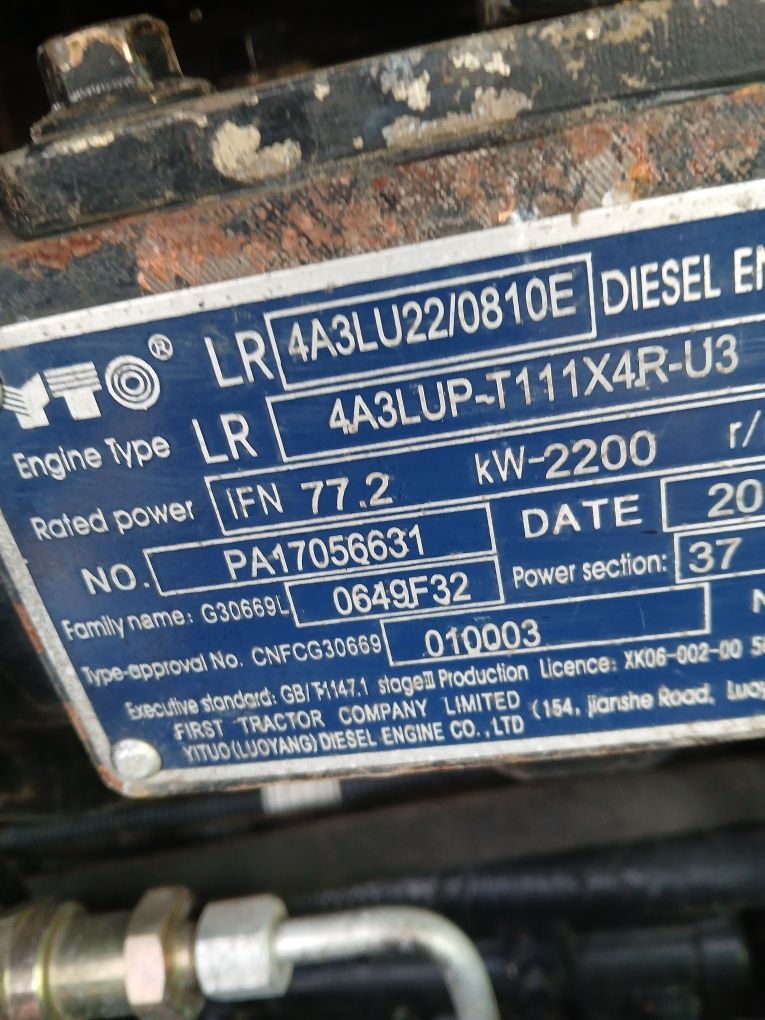 LR 4A3LU22/0810E DIESEL
YTO®
Engine Type LR 4A3LUP-T111X4R-U3
Rated power IFN 77.2 kW-2200
NO. PA17056631 DATE 20
Family name: G30669L 0649F32 Power section: 37
Type-approval No. CNFCG30669 010003
Executive standard: GB/T1147.1 stageⅢ Production Licence: XK06-002-00
FIRST TRACTOR COMPANY LIMITED
YITUO(LUOYANG)DIESEL ENGINE CO.,LTD (154, jianshe Road,